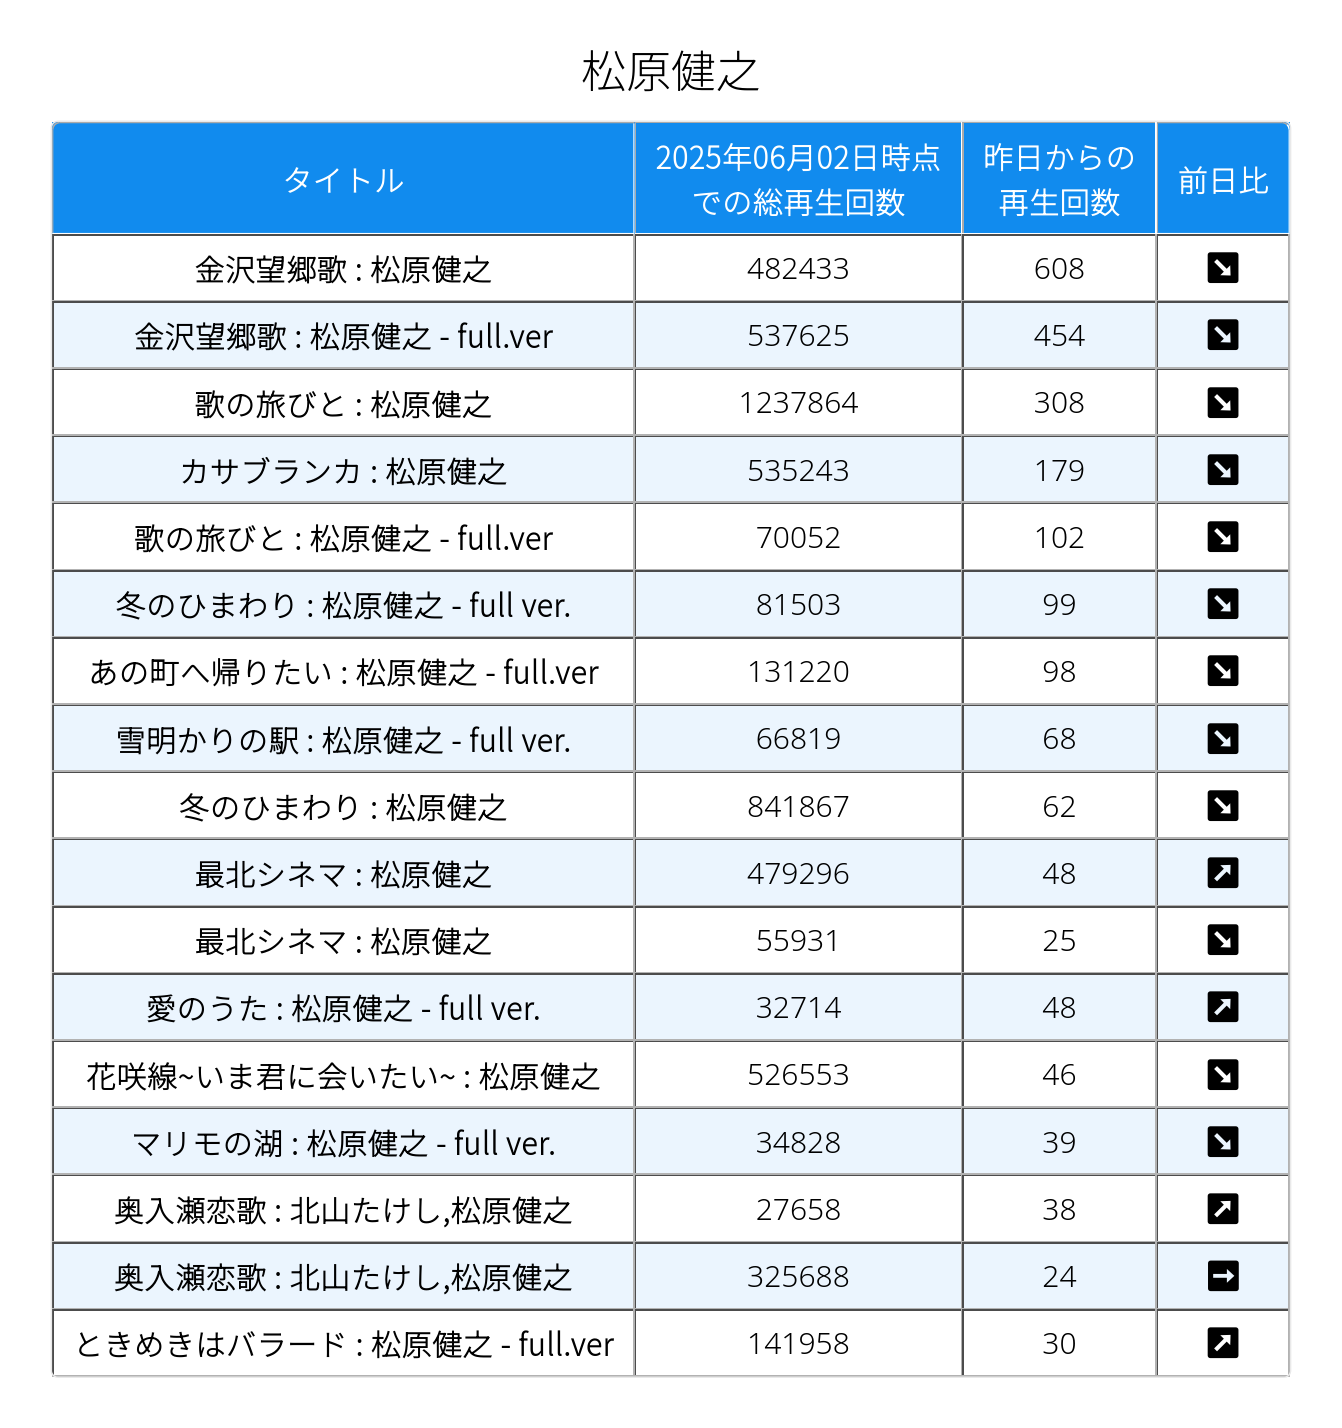 松原健之
タイトル
2025年06月02日時点
での総再生回数
昨日からの
再生回数
前日比
金沢望郷歌 : 松原健之 482433 608 ↘
金沢望郷歌 : 松原健之 - full.ver 537625 454 ↘
歌の旅びと : 松原健之 1237864 308 ↘
カサブランカ : 松原健之 535243 179 ↘
歌の旅びと : 松原健之 - full.ver 70052 102 ↘
冬のひまわり : 松原健之 - full ver. 81503 99 ↘
あの町へ帰りたい : 松原健之 - full.ver 131220 98 ↘
雪明かりの駅 : 松原健之 - full ver. 66819 68 ↘
冬のひまわり : 松原健之 841867 62 ↘
最北シネマ : 松原健之 479296 48 ↗
最北シネマ : 松原健之 55931 25 ↘
愛のうた : 松原健之 - full ver. 32714 48 ↗
花咲線~いま君に会いたい~ : 松原健之 526553 46 ↘
マリモの湖 : 松原健之 - full ver. 34828 39 ↘
奥入瀬恋歌 : 北山たけし,松原健之 27658 38 ↗
奥入瀬恋歌 : 北山たけし,松原健之 325688 24 →
ときめきはバラード : 松原健之 - full.ver 141958 30 ↗